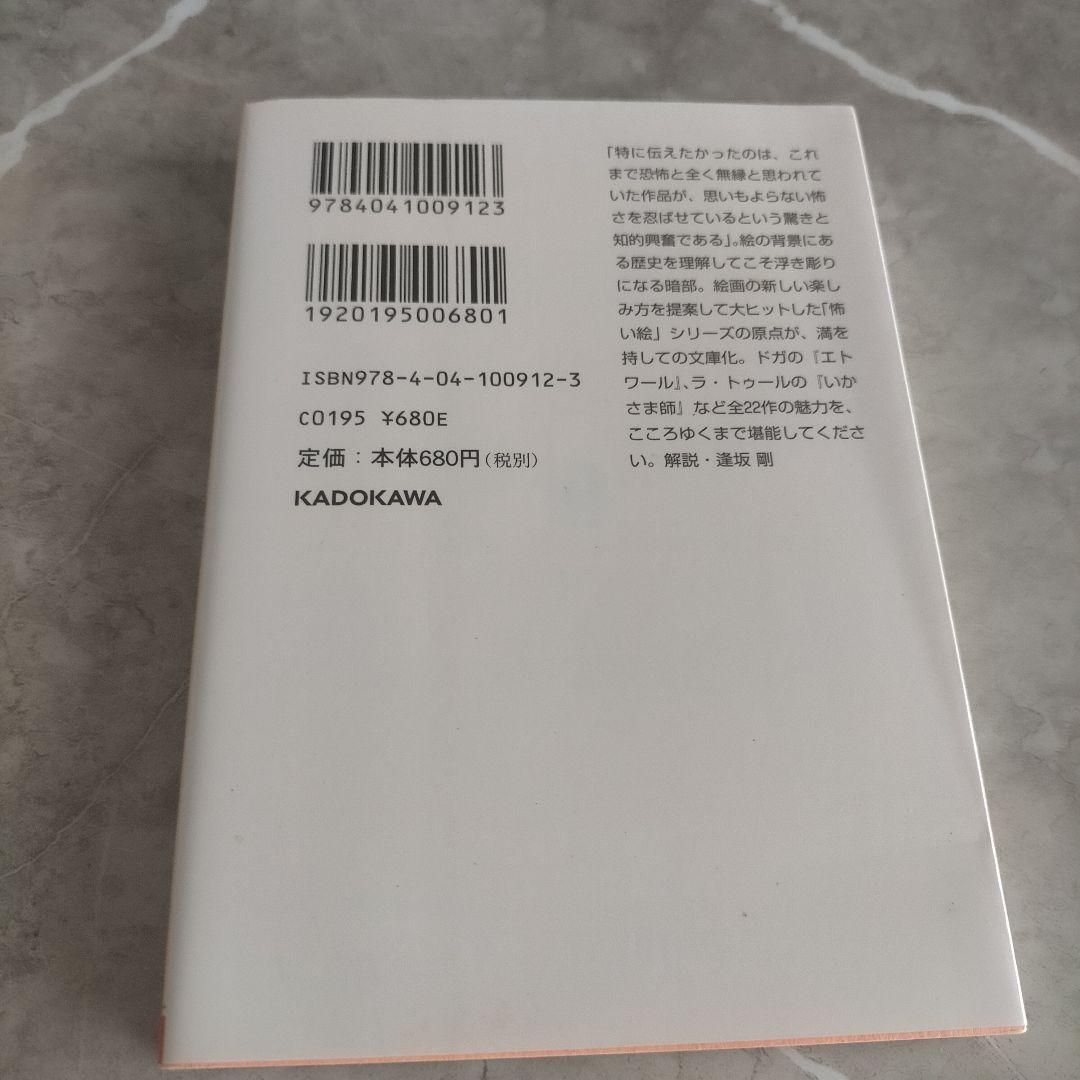 9784041009123
1920195006801
ISBN978-4-04-100912-3
C0195 ¥680E
定価：本体680円（税別）
KADOKAWA
「特に伝えたかったのは、これ
まで恐怖と全く無縁と思われて
いた作品が、思いもよらない怖
さを忍ばせているという驚きと
知的興奮である」。絵の背景にあ
る歴史を理解してこそ浮き彫り
になる暗部。絵画の新しい楽し
み方を提案して大ヒットした「怖
い絵」シリーズの原点が、満を
持しての文庫化。ドガの『エト
ワール』、ラ・トゥールの『いか
さま師』など全22作の魅力を、
こころゆくまで堪能してくださ
い。解説・逢坂 剛